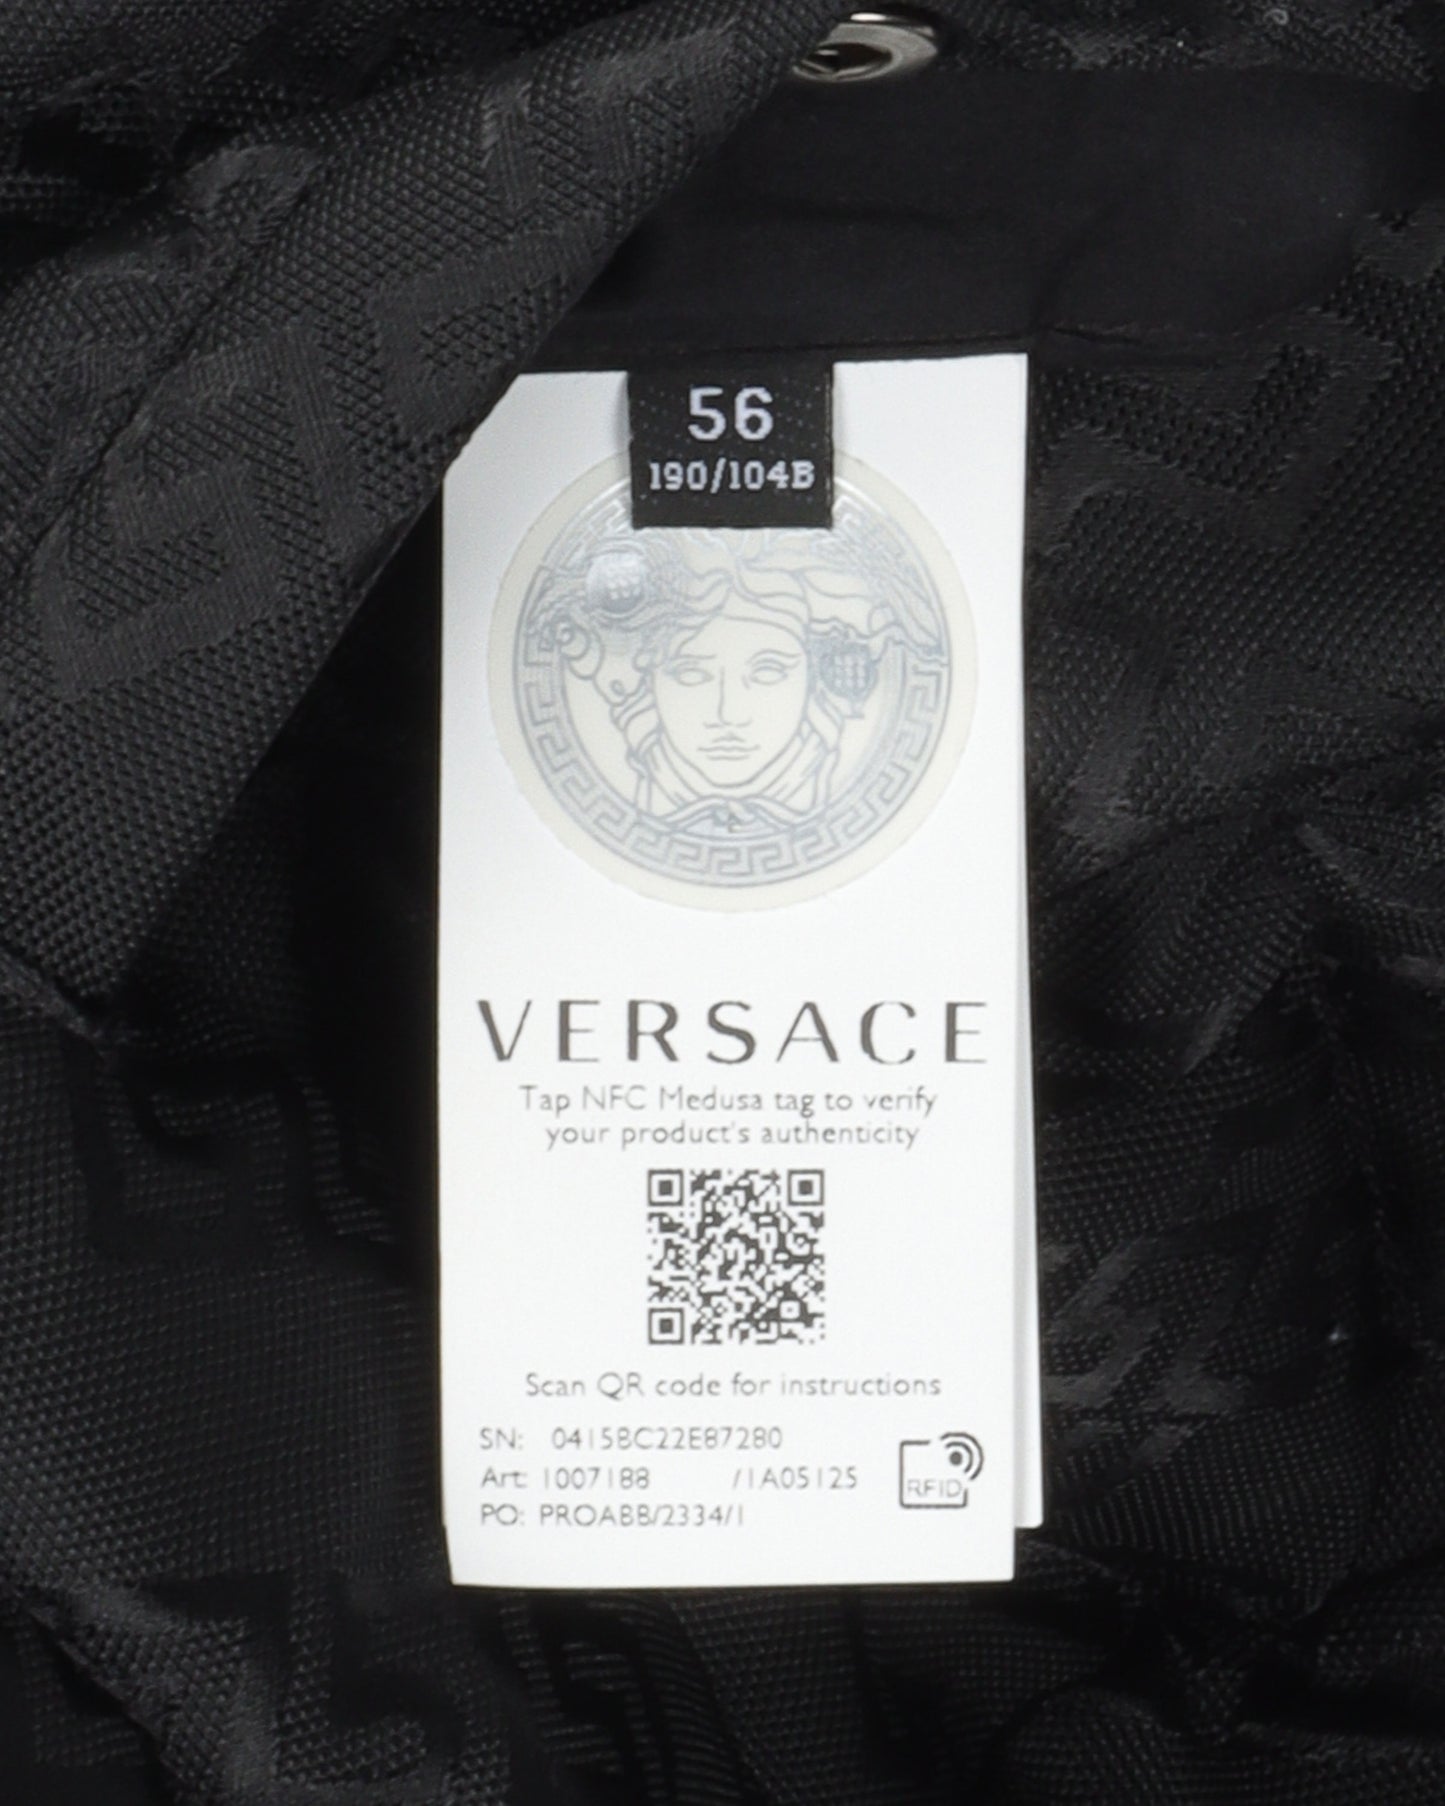 56
190/104B
VERSACE
Tap NFC Medusa tag to verify
your product's authenticity
Scan QR code for instructions
SN: 0415BC22E87280
Art: 1007188 /1A05125
PO: PROABB/2334/1
RFID